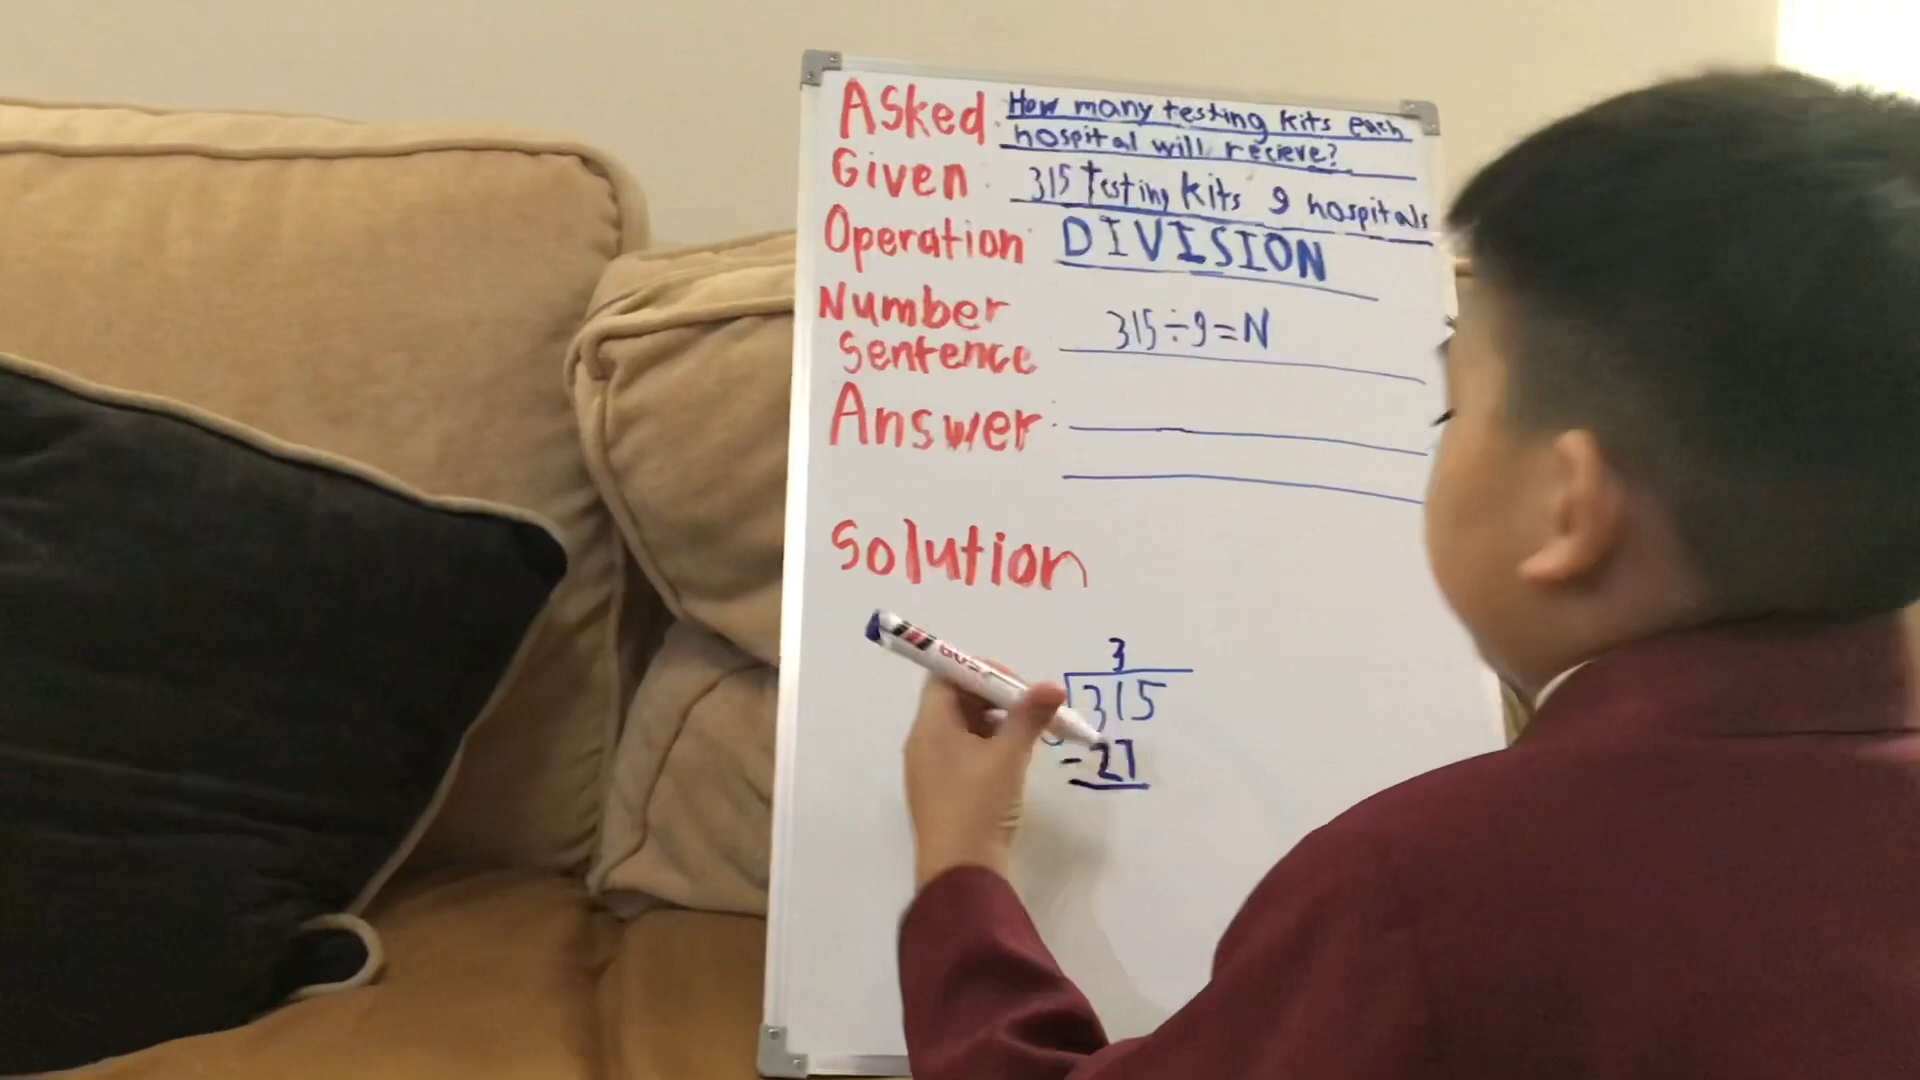 Asked: How many testing kits each
hospital will recieve?
Given: 315 Testing Kits 9 hospitals
Operation: DIVISION
Number
Sentence 315÷9=N
Answer:
Solution
3
315
-27